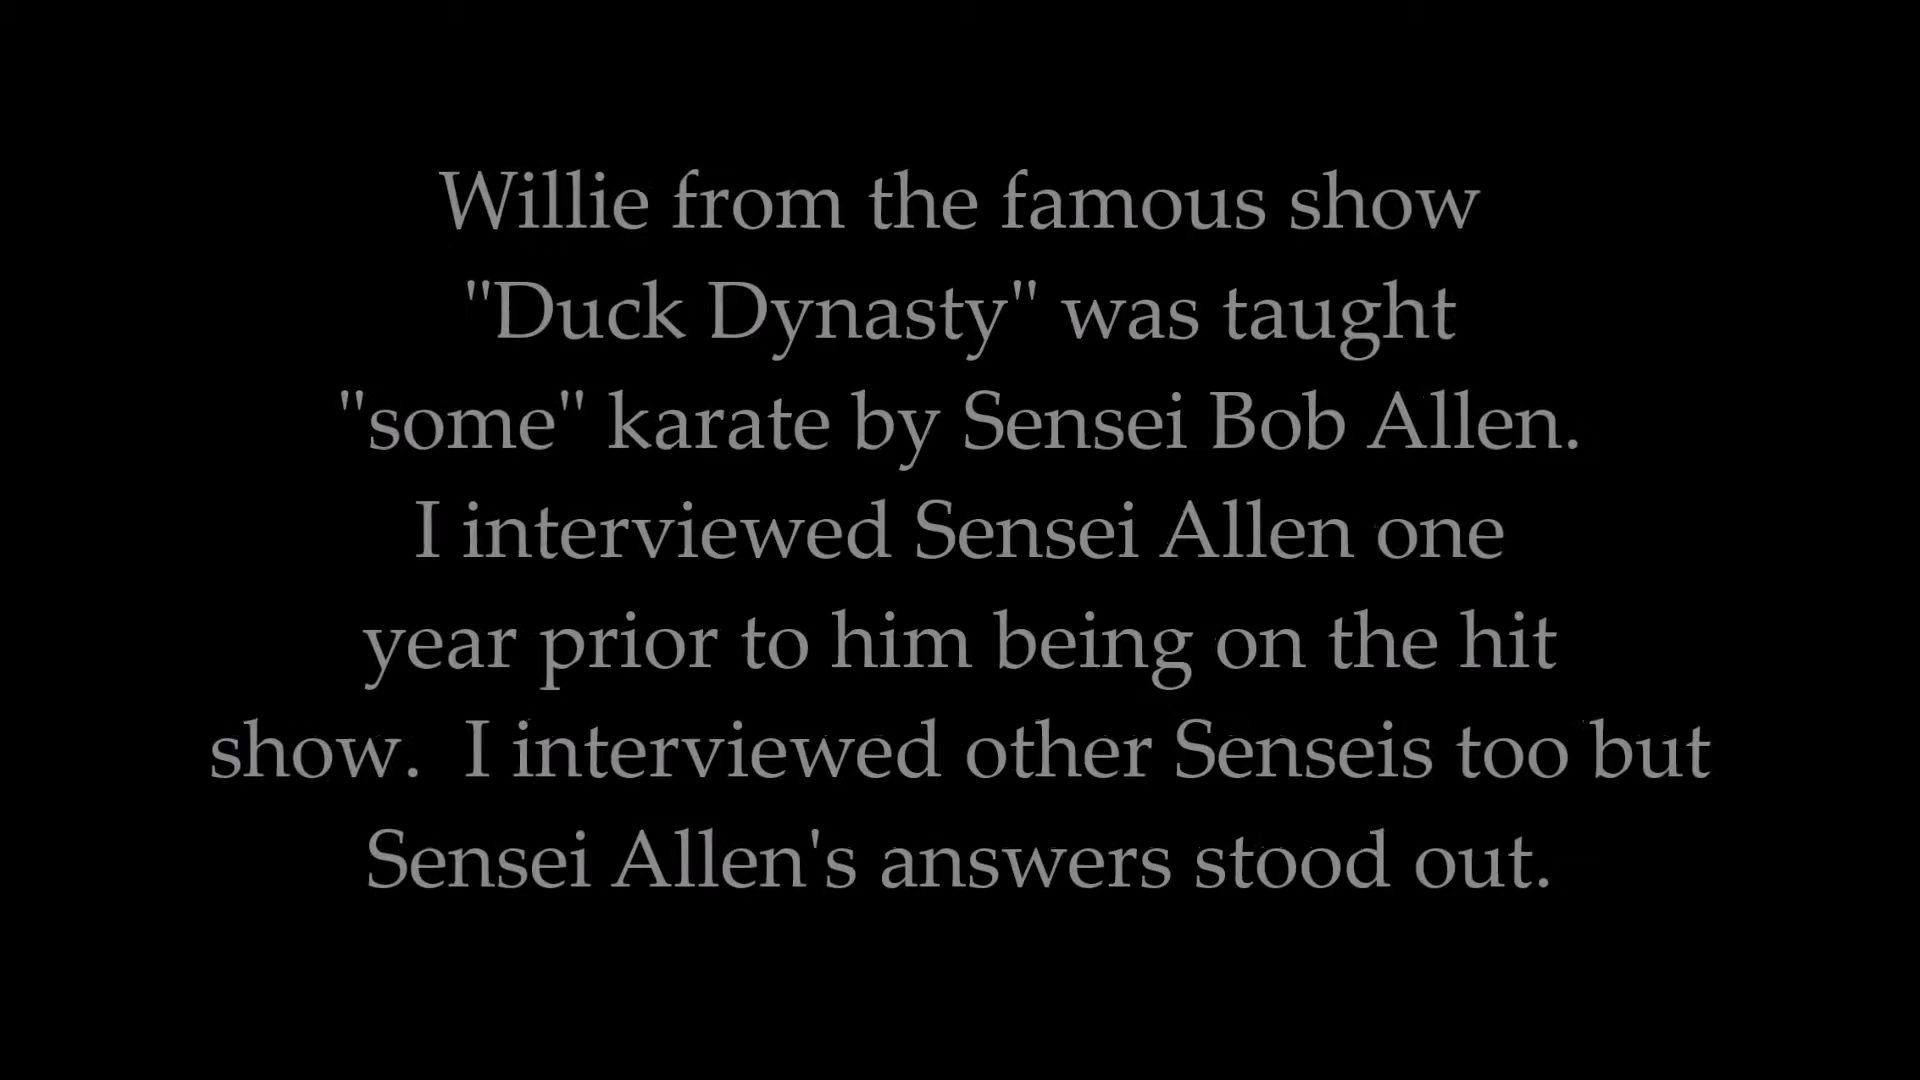 Willie from the famous show
"Duck Dynasty" was taught
"some" karate by Sensei Bob Allen.
I interviewed Sensei Allen one
year prior to him being on the hit
show.  I interviewed other Senseis too but
Sensei Allen's answers stood out.